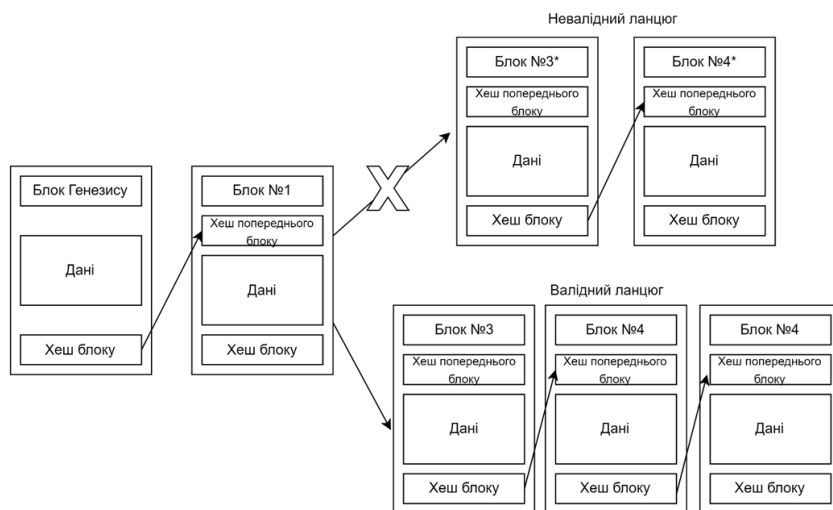 Невалідний ланцюг
Блок №3*
Хеш попереднього
блоку
Дані
Хеш блоку
Блок №4*
Хеш попереднього
блоку
Дані
Хеш блоку
Блок Генезису
Дані
Хеш блоку
Блок №1
Хеш попереднього
блоку
Дані
Хеш блоку
X
Валідний ланцюг
Блок №3
Хеш попереднього
блоку
Дані
Хеш блоку
Блок №4
Хеш попереднього
блоку
Дані
Хеш блоку
Блок №4
Хеш попереднього
блоку
Дані
Хеш блоку